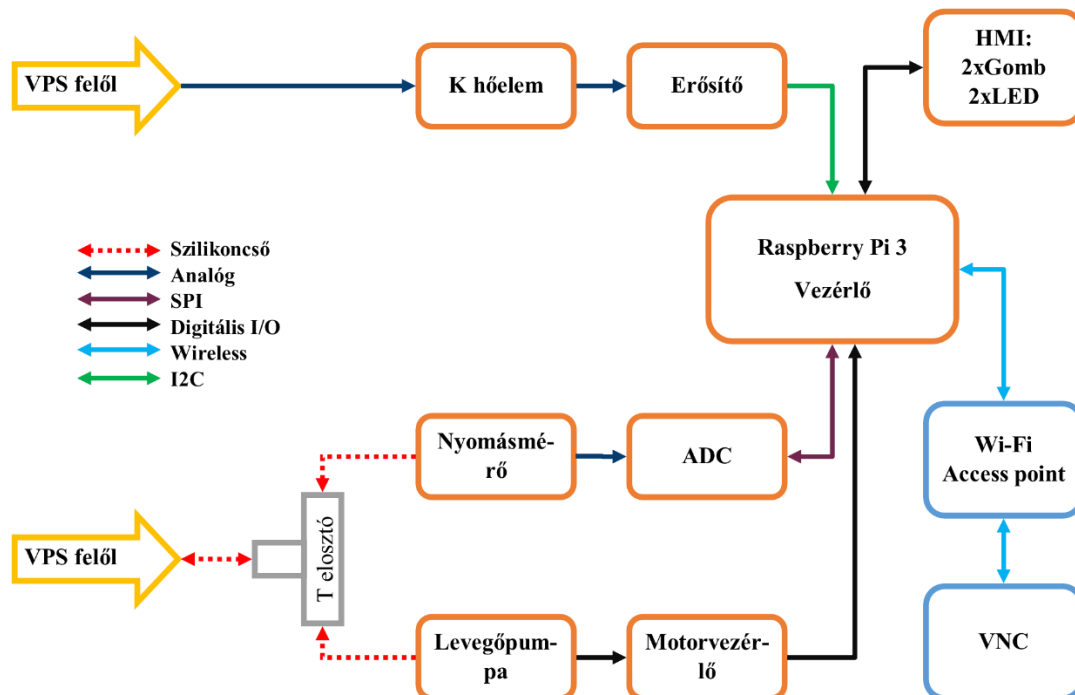 VPS felől
K hőelem
Erősítő
HMI:
2xGomb
2xLED
Raspberry Pi 3
Vezérlő
Szilikoncső
Analóg
SPI
Digitális I/O
Wireless
I2C
Nyomásmé-
rő
ADC
Wi-Fi
Access point
VPS felől
T elosztó
Levegőpum-
pa
Motorvezér-
lő
VNC